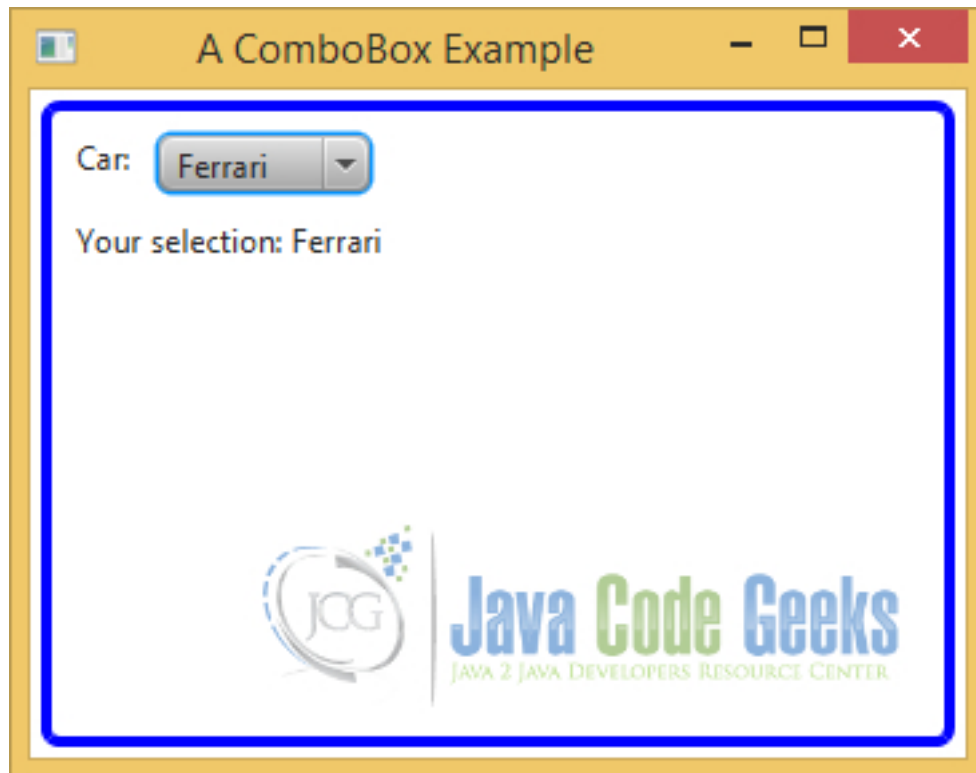 A ComboBox Example
Car: Ferrari
Your selection: Ferrari
JCG
Java Code Geeks
JAVA 2 JAVA DEVELOPERS RESOURCE CENTER